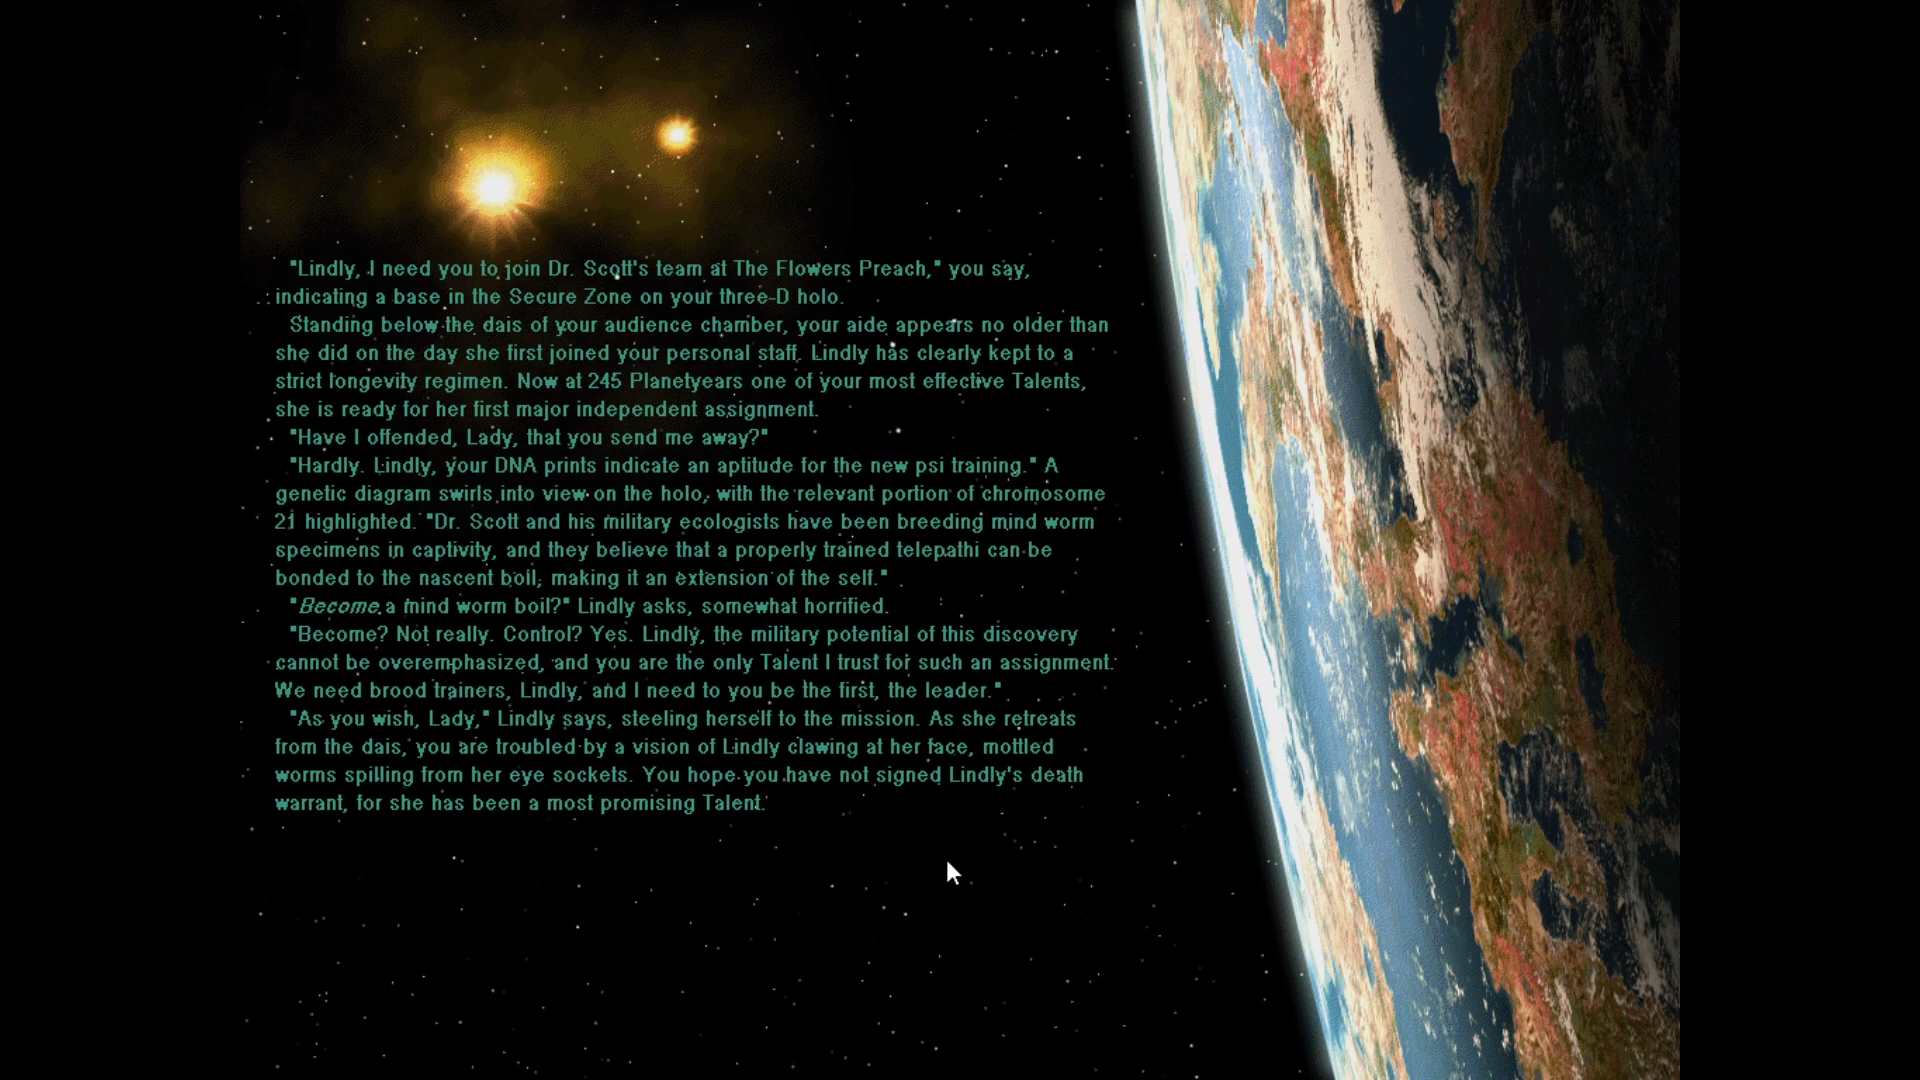 "Lindly, I need you to join Dr. Scott's team at The Flowers Preach," you say,
indicating a base in the Secure Zone on your three-D holo.
Standing below the dais of your audience chamber, your aide appears no older than
she did on the day she first joined your personal staff. Lindly has clearly kept to a
strict longevity regimen. Now at 245 Planetyears one of your most effective Talents,
she is ready for her first major independent assignment.
"Have I offended, Lady, that you send me away?"
"Hardly. Lindly, your DNA prints indicate an aptitude for the new psi training." A
genetic diagram swirls into view on the holo, with the relevant portion of chromosome
21 highlighted. "Dr. Scott and his military ecologists have been breeding mind worm
specimens in captivity, and they believe that a properly trained telepathi can be
bonded to the nascent boil, making it an extension of the self."
"Become a mind worm boil?" Lindly asks, somewhat horrified.
"Become? Not really. Control? Yes. Lindly, the military potential of this discovery
cannot be overemphasized, and you are the only Talent I trust for such an assignment.
We need brood trainers, Lindly, and I need to you be the first, the leader."
"As you wish, Lady," Lindly says, steeling herself to the mission. As she retreats
from the dais, you are troubled by a vision of Lindly clawing at her face, mottled
worms spilling from her eye sockets. You hope you have not signed Lindly's death
warrant, for she has been a most promising Talent.